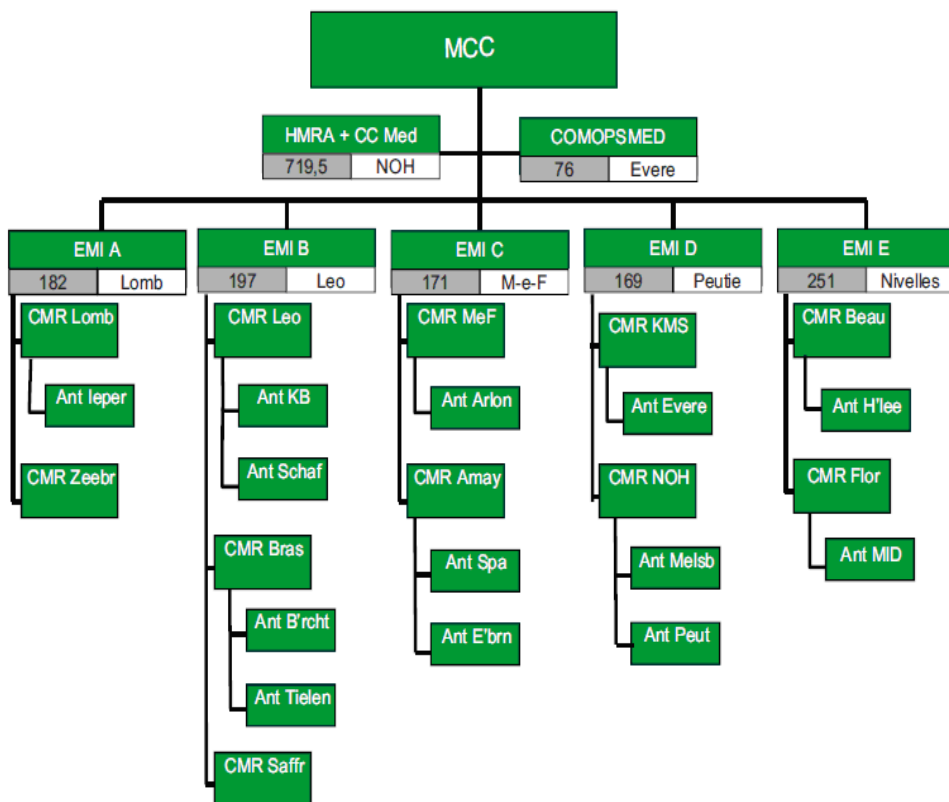 MCC
HMRA + CC Med
719,5 NOH
COMOPSMED
76 Evere
EMI A
182 Lomb
CMR Lomb
Ant Ieper
CMR Zeebr
EMI B
197 Leo
CMR Leo
Ant KB
Ant Schaf
CMR Bras
Ant B'rcht
Ant Tielen
CMR Saffr
EMI C
171 M-e-F
CMR MeF
Ant Arlon
CMR Amay
Ant Spa
Ant E'brn
EMI D
169 Peutie
CMR KMS
Ant Evere
CMR NOH
Ant Melsb
Ant Peut
EMI E
251 Nivelles
CMR Beau
Ant H'lee
CMR Flor
Ant MID